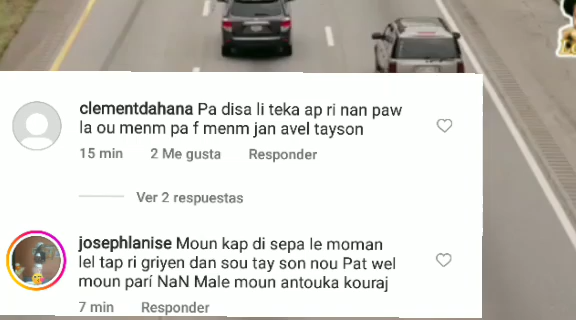 clementdahana Pa disa li teka ap ri nan paw
la ou menm pa f menm jan avel tayson
15 min 2 Me gusta Responder
Ver 2 respuestas
josephlanise Moun kap di sepa le moman
lel tap ri griyen dan sou tay son nou Pat wel
moun parí NaN Male moun antouka kouraj
7 min Responder